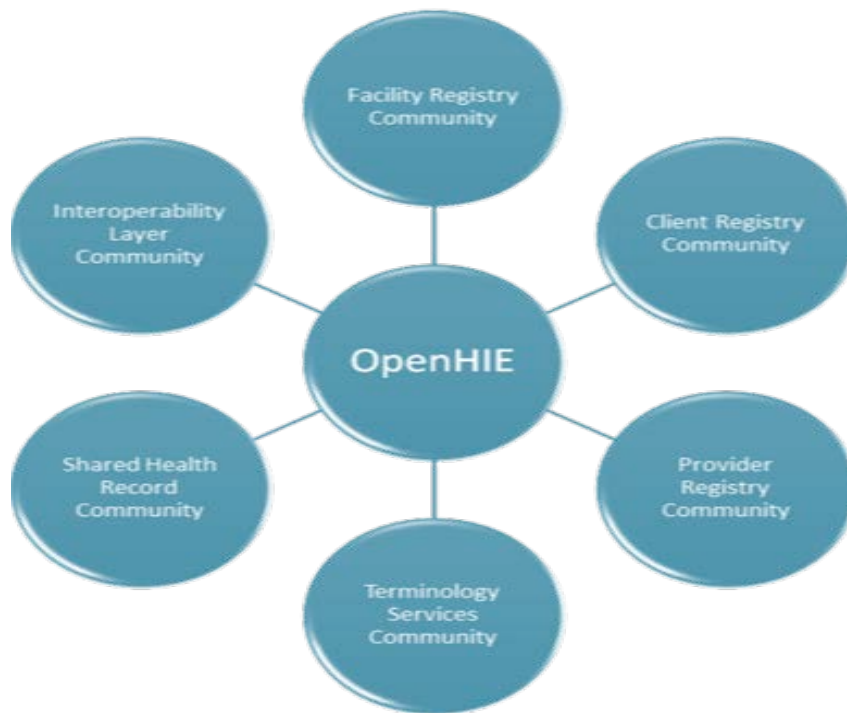 Facility Registry
Community
Interoperability
Layer
Community
Client Registry
Community
OpenHIE
Shared Health
Record
Community
Provider
Registry
Community
Terminology
Services
Community